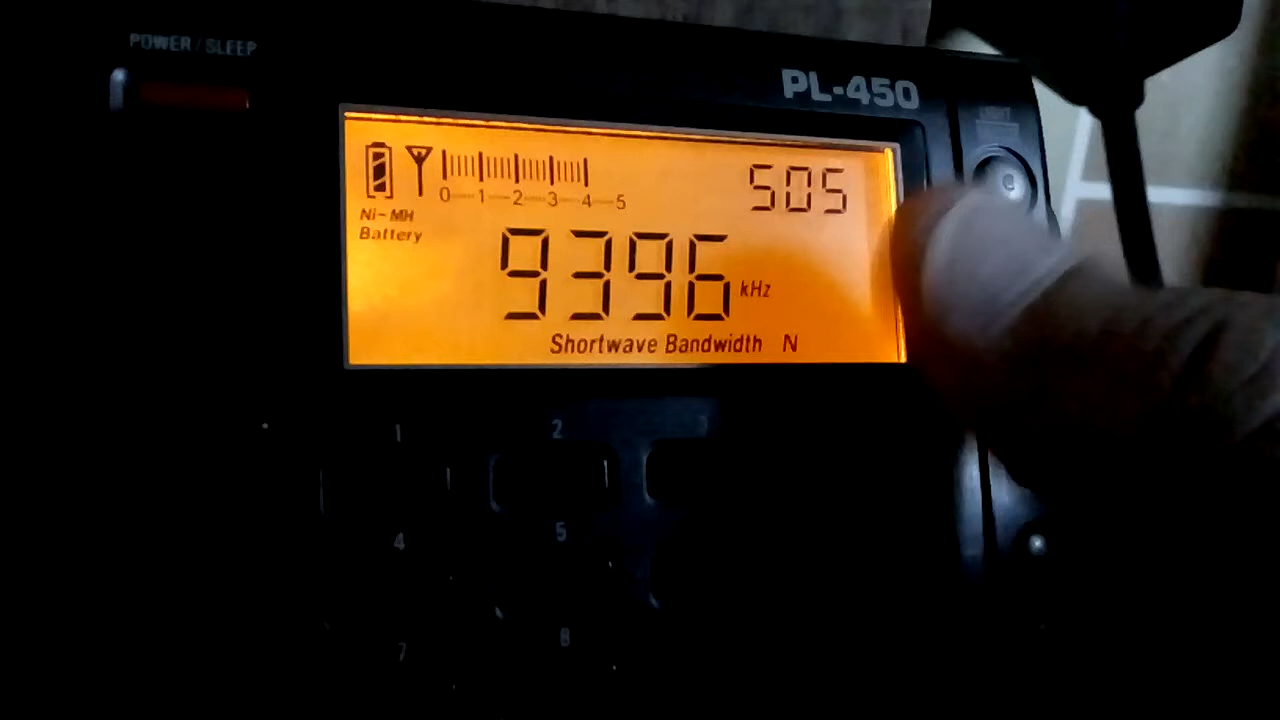 POWER / SLEEP
PL-450
505
0 1 2 3 4 5
Ni-MH
Battery
9396 kHz
Shortwave Bandwidth N
1 2 3
4 5
7 8